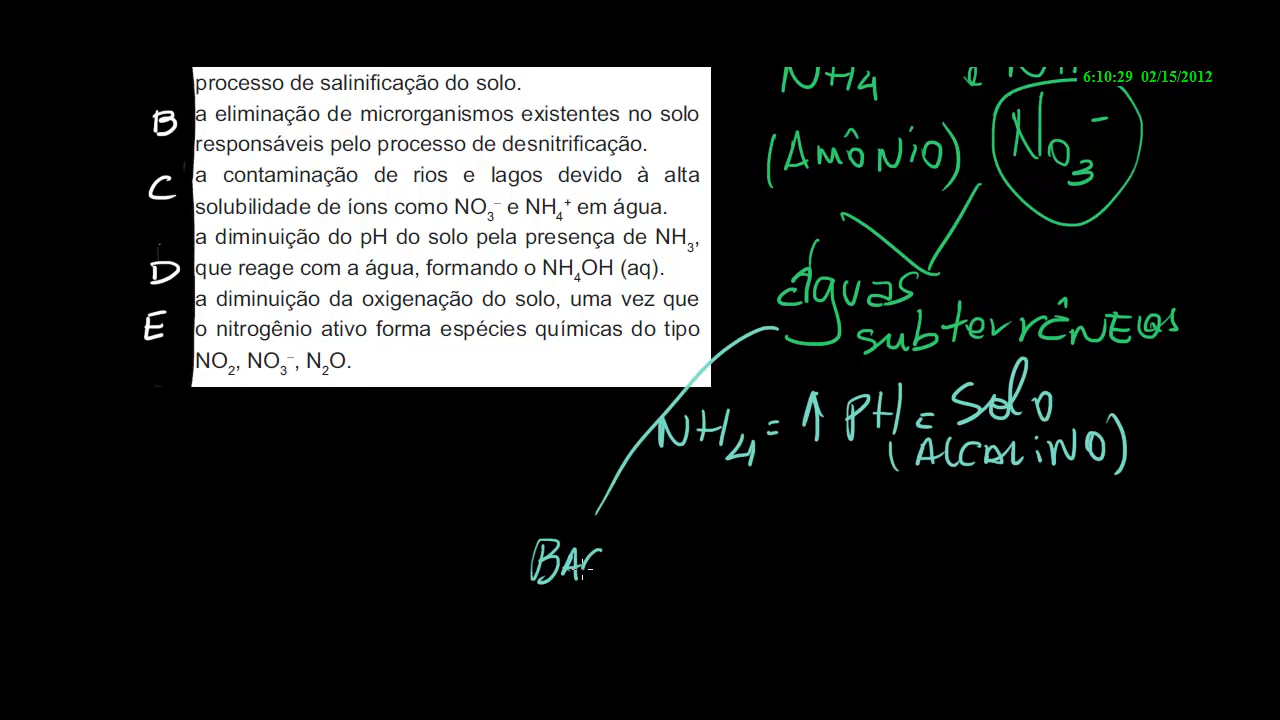 processo de salinificação do solo.
B
a eliminação de microrganismos existentes no solo
responsáveis pelo processo de desnitrificação.
C
a contaminação de rios e lagos devido à alta
solubilidade de íons como NO3– e NH4+ em água.
D
a diminuição do pH do solo pela presença de NH3,
que reage com a água, formando o NH4OH (aq).
E
a diminuição da oxigenação do solo, uma vez que
o nitrogênio ativo forma espécies químicas do tipo
NO2, NO3–, N2O.
NH4
6:10:29 02/15/2012
(AMÔNIO)
NO3-
águas
subterrÊNEas
NH4 = ↑ PH = Solo
(ALCALiNO)
BAC